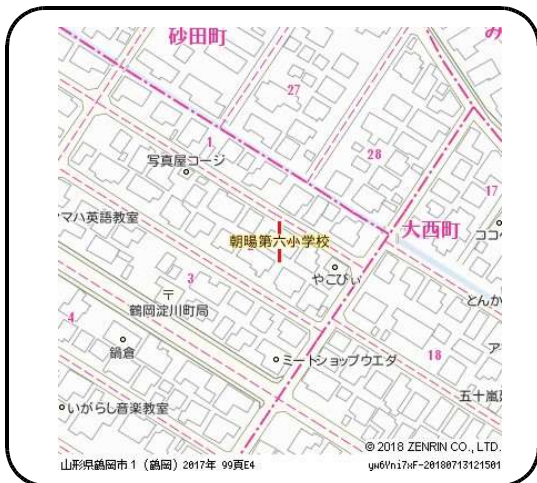 砂田町
み
27
1
写真屋コージ
28
17
マハ英語教室
朝暘第六小学校
大西町
ココ
やこびぃ
3
〒
鶴岡淀川町局
とんか
4
鍋倉
ミートショップウエダ
18
ア
いがらし音楽教室
五十嵐
© 2018 ZENRIN CO., LTD.
山形県鶴岡市1 (鶴岡) 2017年 99頁E4
yw6Yni7xF-20180713121501